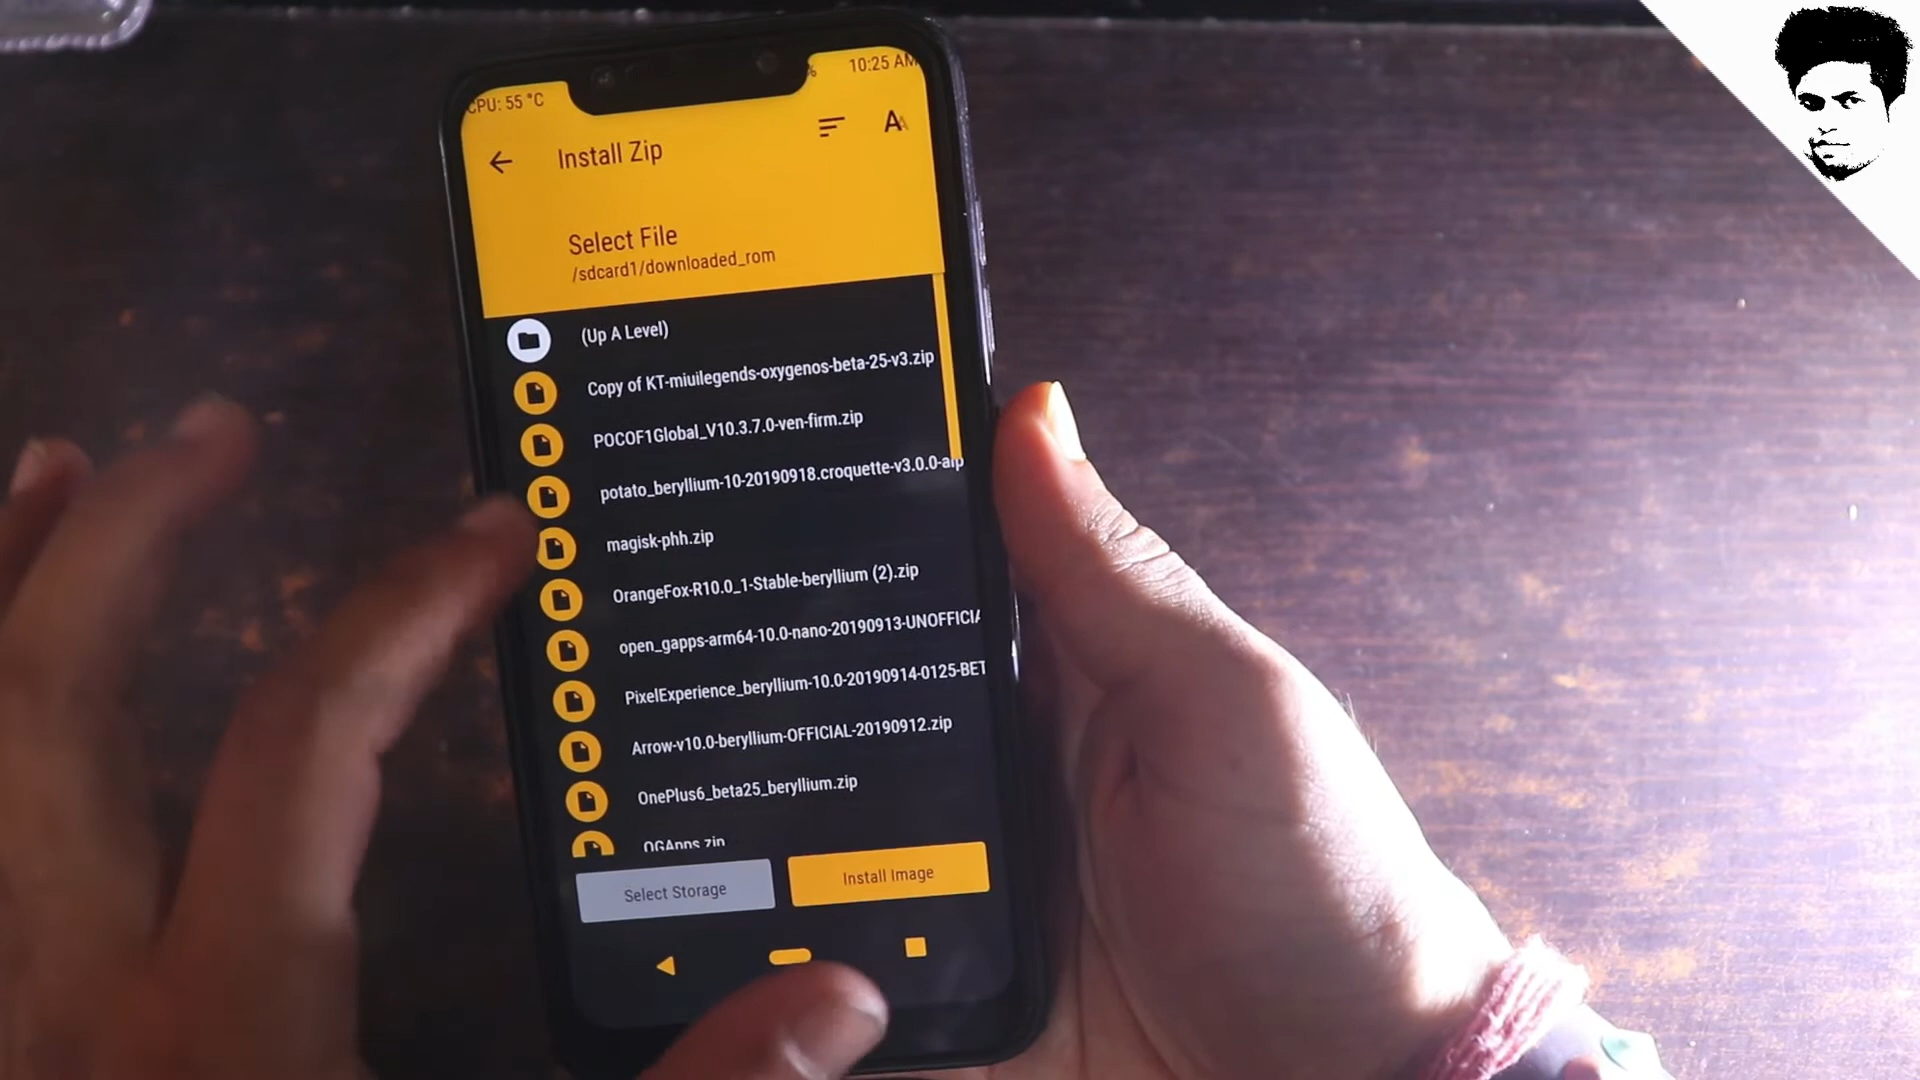 CPU: 55 °C
% 10:25 AM
Install Zip
A
Select File
/sdcard1/downloaded_rom
(Up A Level)
Copy of KT-miuilegends-oxygenos-beta-25-v3.zip
POCOF1Global_V10.3.7.0-ven-firm.zip
potato_beryllium-10-20190918.croquette-v3.0.0-alp
magisk-phh.zip
OrangeFox-R10.0_1-Stable-beryllium (2).zip
open_gapps-arm64-10.0-nano-20190913-UNOFFICIA
PixelExperience_beryllium-10.0-20190914-0125-BET
Arrow-v10.0-beryllium-OFFICIAL-20190912.zip
OnePlus6_beta25_beryllium.zip
Select Storage
Install Image